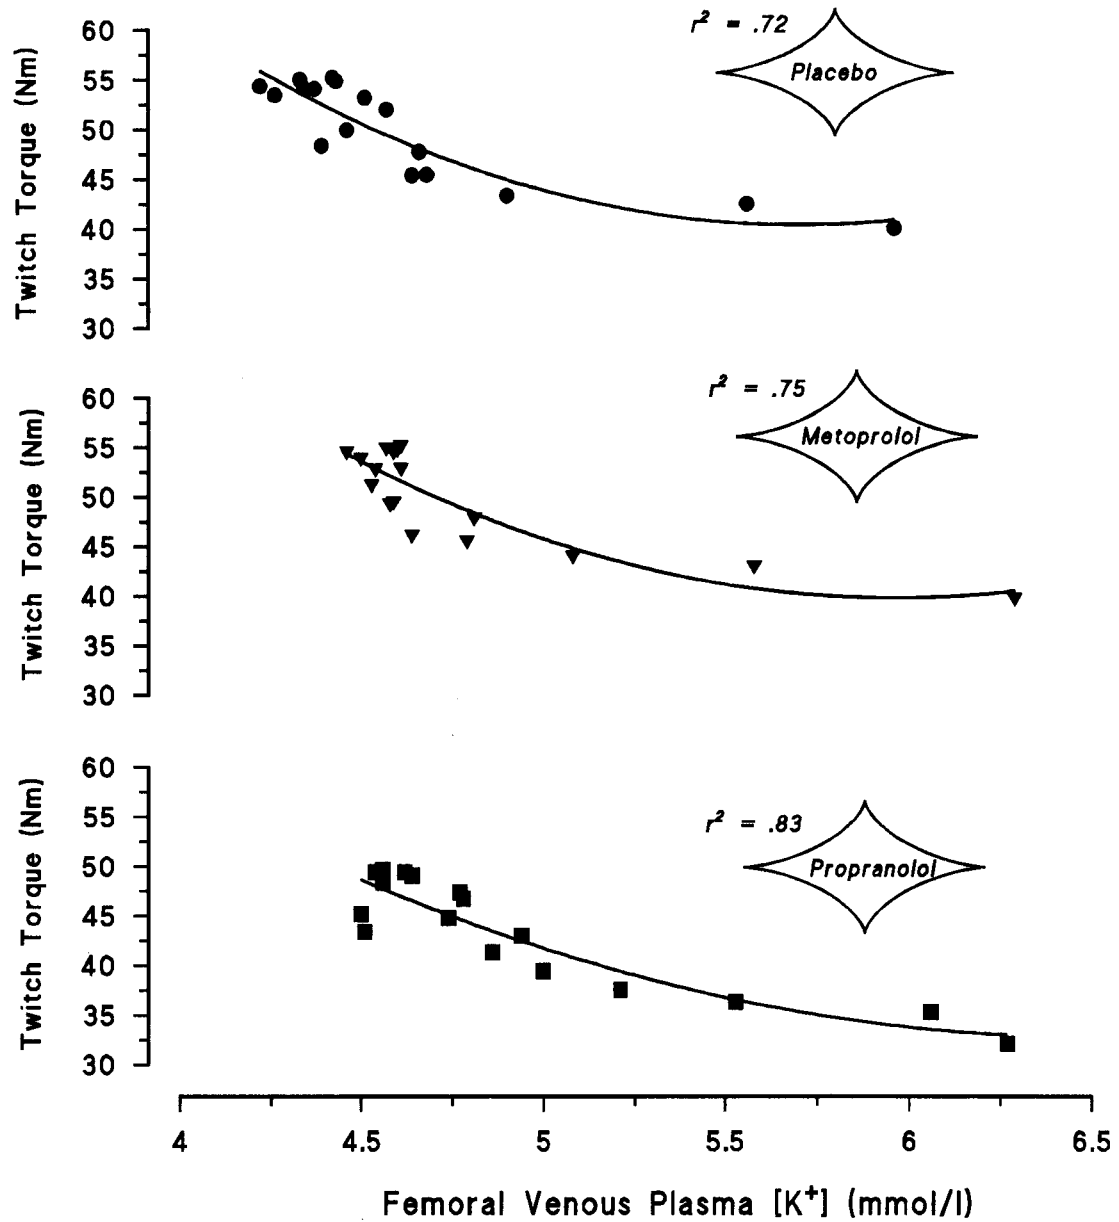 r² = .72
Placebo
60
55
50
45
40
35
30
Twitch Torque (Nm)
r² = .75
Metoprolol
60
55
50
45
40
35
30
Twitch Torque (Nm)
r² = .83
Propranolol
60
55
50
45
40
35
30
Twitch Torque (Nm)
4 4.5 5 5.5 6 6.5
Femoral Venous Plasma [K⁺] (mmol/l)